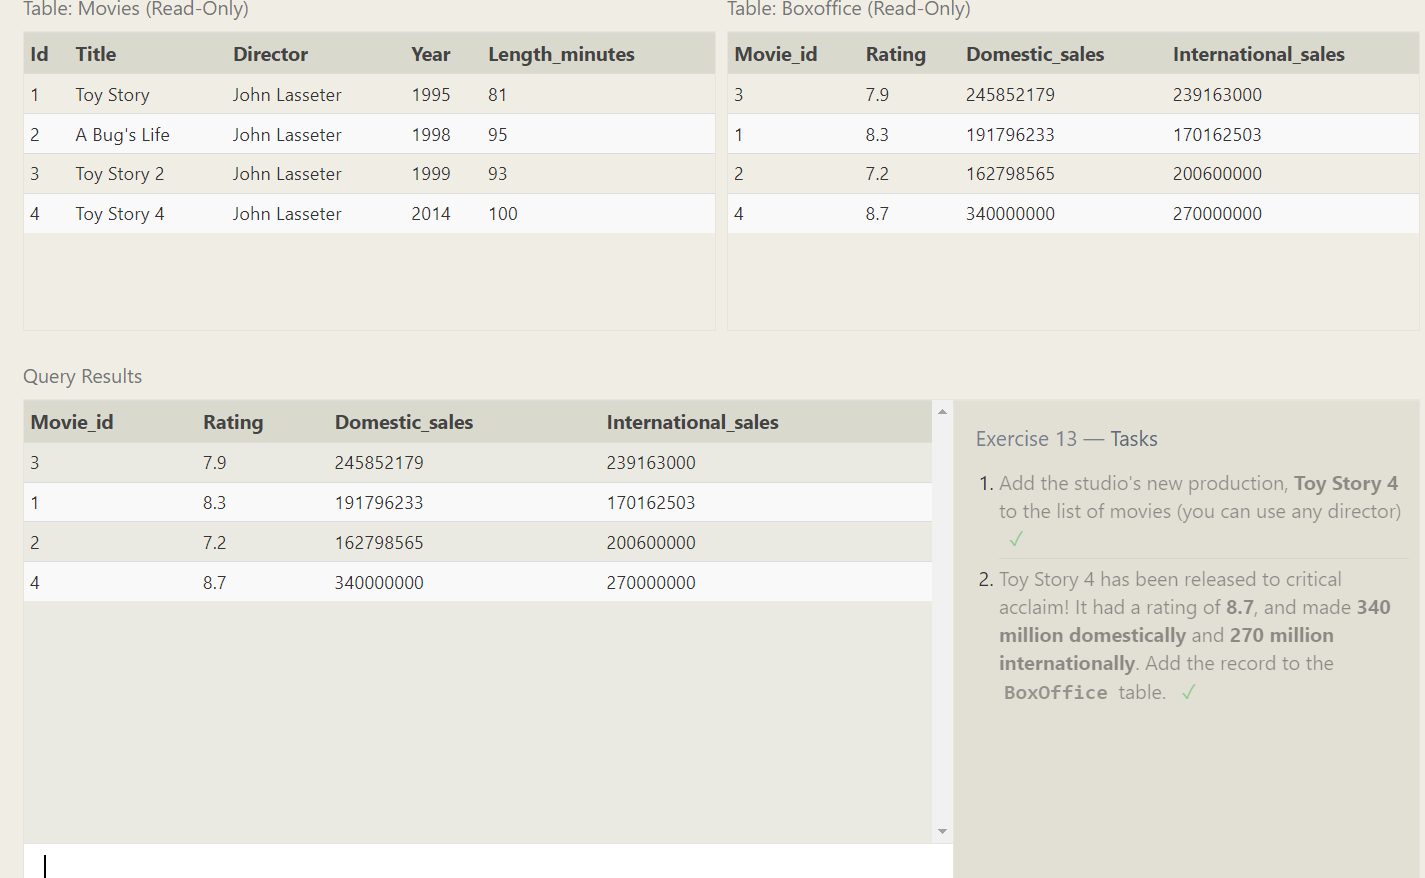 Table: Movies (Read-Only)
Id Title Director Year Length_minutes
1 Toy Story John Lasseter 1995 81
2 A Bug's Life John Lasseter 1998 95
3 Toy Story 2 John Lasseter 1999 93
4 Toy Story 4 John Lasseter 2014 100
Table: Boxoffice (Read-Only)
Movie_id Rating Domestic_sales International_sales
3 7.9 245852179 239163000
1 8.3 191796233 170162503
2 7.2 162798565 200600000
4 8.7 340000000 270000000
Query Results
Movie_id Rating Domestic_sales International_sales
3 7.9 245852179 239163000
1 8.3 191796233 170162503
2 7.2 162798565 200600000
4 8.7 340000000 270000000
Exercise 13 — Tasks
1. Add the studio's new production, Toy Story 4
to the list of movies (you can use any director)
✓
2. Toy Story 4 has been released to critical
acclaim! It had a rating of 8.7, and made 340
million domestically and 270 million
internationally. Add the record to the
BoxOffice table. ✓